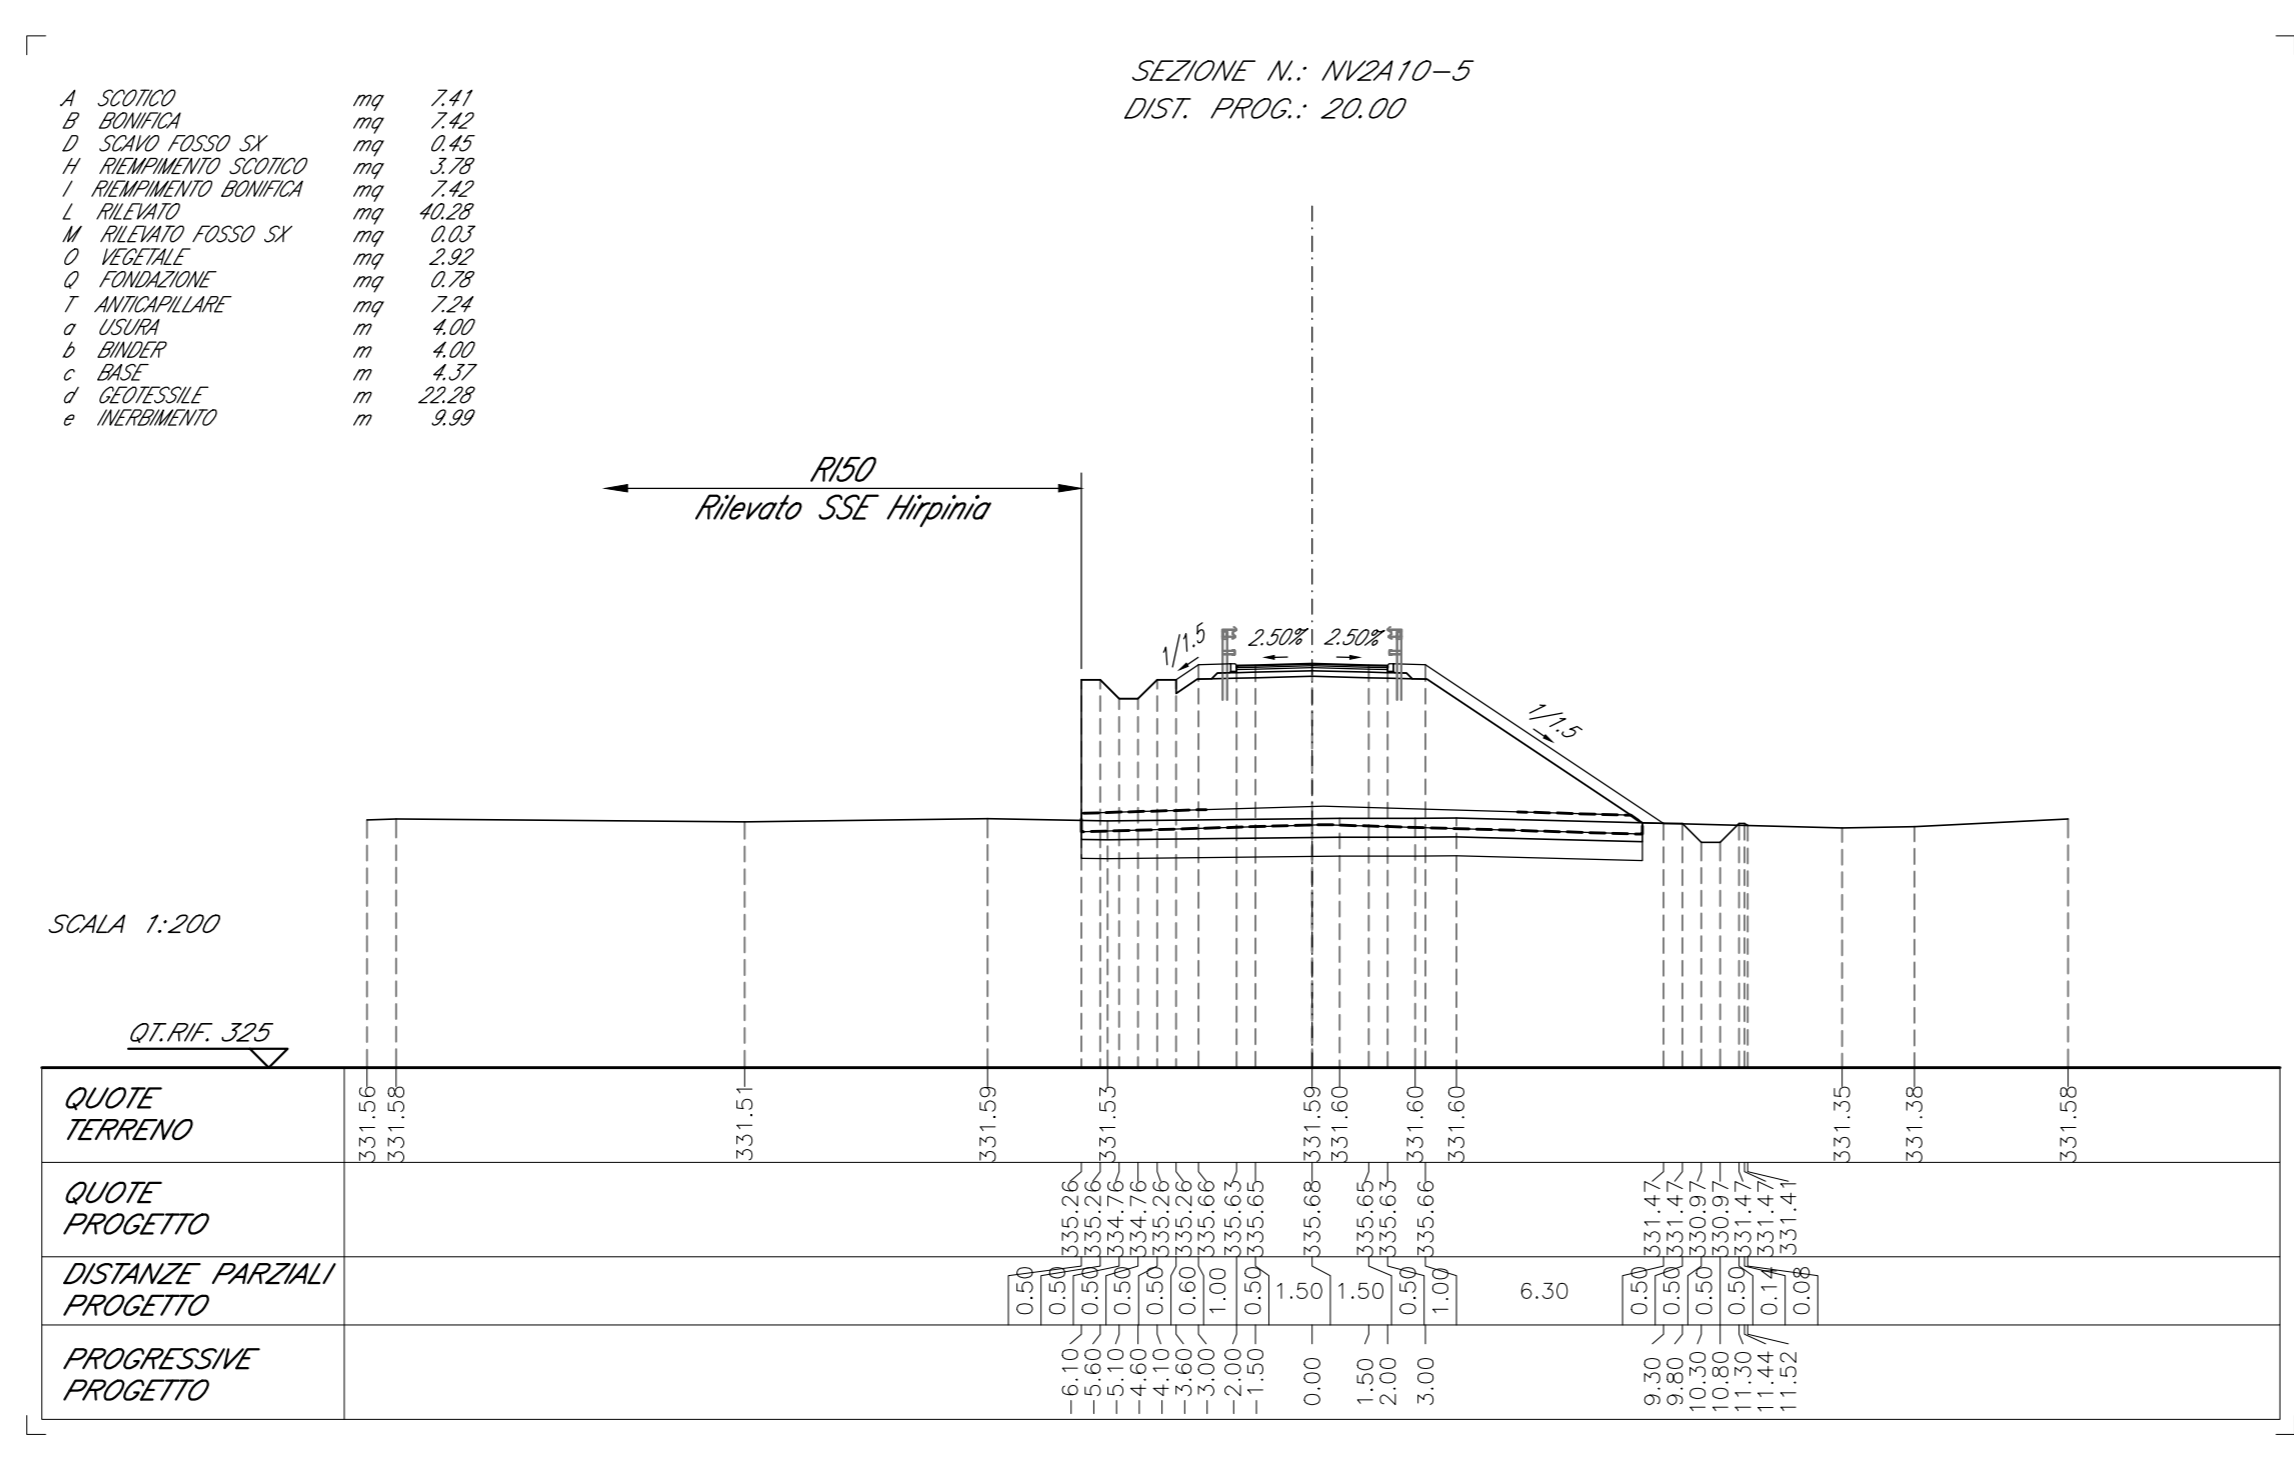 SEZIONE N.: NV2A10-5
DIST. PROG.: 20.00
A SCOTICO mq 7.41
B BONIFICA mq 7.42
D SCAVO FOSSO SX mq 0.45
H RIEMPIMENTO SCOTICO mq 3.78
I RIEMPIMENTO BONIFICA mq 7.42
L RILEVATO mq 40.28
M RILEVATO FOSSO SX mq 0.03
O VEGETALE mq 2.92
Q FONDAZIONE mq 0.78
T ANTICAPILLARE mq 7.24
a USURA m 4.00
b BINDER m 4.00
c BASE m 4.37
d GEOTESSILE m 22.28
e INERBIMENTO m 9.99
RI50
Rilevato SSE Hirpinia
1/1.5 2.50% 2.50%
1/1.5
SCALA 1:200
QT.RIF. 325
QUOTE
TERRENO
331.56 331.58 331.51 331.59 331.53 331.59 331.60 331.60 331.60 331.35 331.38 331.58
QUOTE
PROGETTO
335.26 335.26 334.76 334.76 335.26 335.26 335.66 335.63 335.65 335.68 335.65 335.63 335.66 331.47 331.47 330.97 330.97 331.47 331.47 331.41
DISTANZE PARZIALI
PROGETTO
0.50 0.50 0.50 0.50 0.50 0.60 1.00 0.50 1.50 1.50 0.50 1.00 6.30 0.50 0.50 0.50 0.50 0.14 0.08
PROGRESSIVE
PROGETTO
-6.10 -5.60 -5.10 -4.60 -4.10 -3.60 -3.00 -2.00 -1.50 0.00 1.50 2.00 3.00 9.30 9.80 10.30 10.80 11.30 11.44 11.52